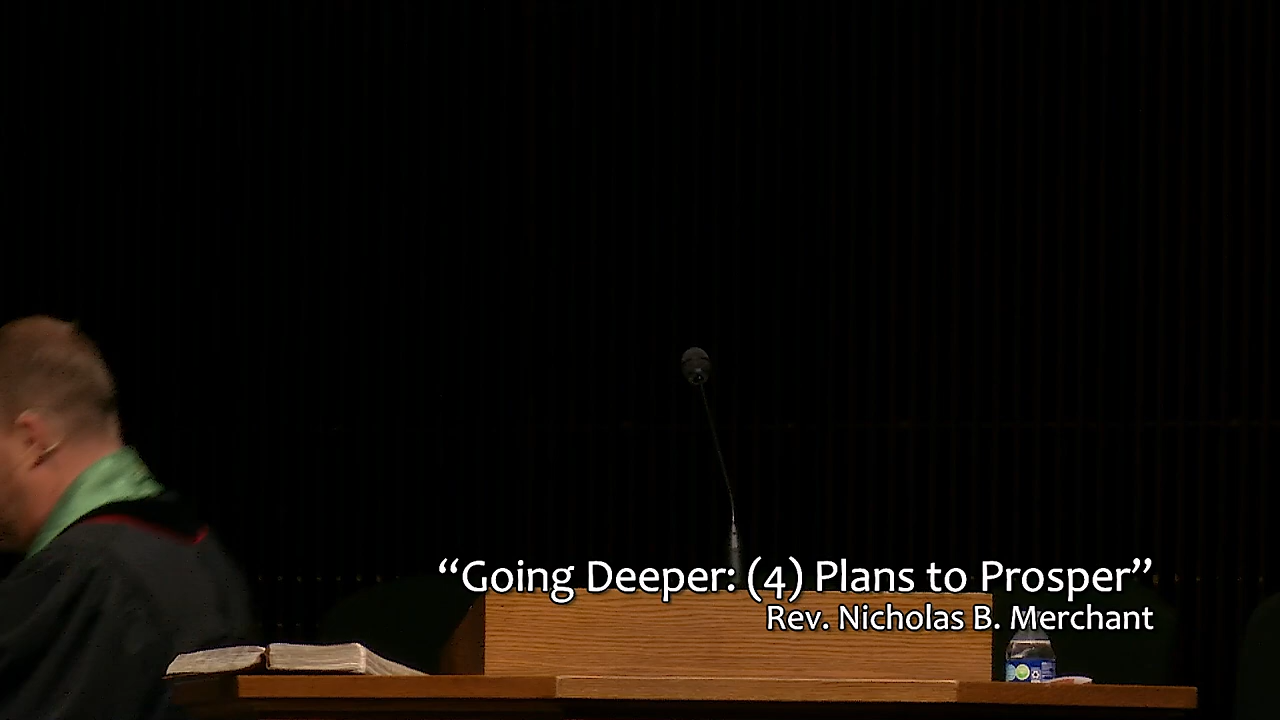 “Going Deeper: (4) Plans to Prosper”
Rev. Nicholas B. Merchant